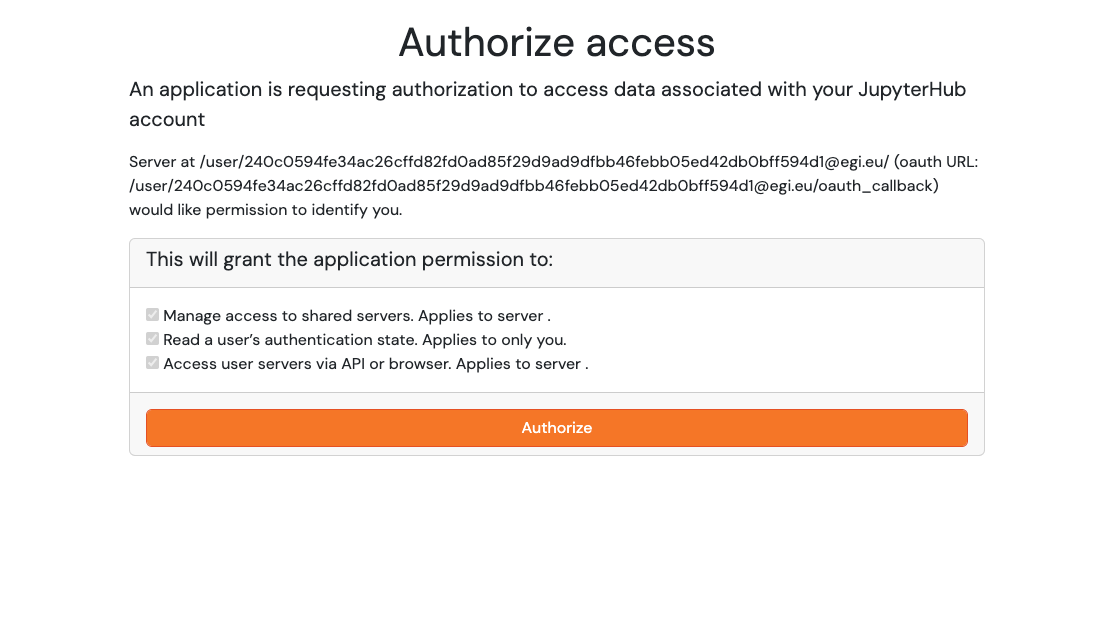 Authorize access
An application is requesting authorization to access data associated with your JupyterHub
account
Server at /user/240c0594fe34ac26cffd82fd0ad85f29d9ad9dfbb46febb05ed42db0bff594d1@egi.eu/ (oauth URL:
/user/240c0594fe34ac26cffd82fd0ad85f29d9ad9dfbb46febb05ed42db0bff594d1@egi.eu/oauth_callback)
would like permission to identify you.
This will grant the application permission to:
Manage access to shared servers. Applies to server .
Read a user’s authentication state. Applies to only you.
Access user servers via API or browser. Applies to server .
Authorize